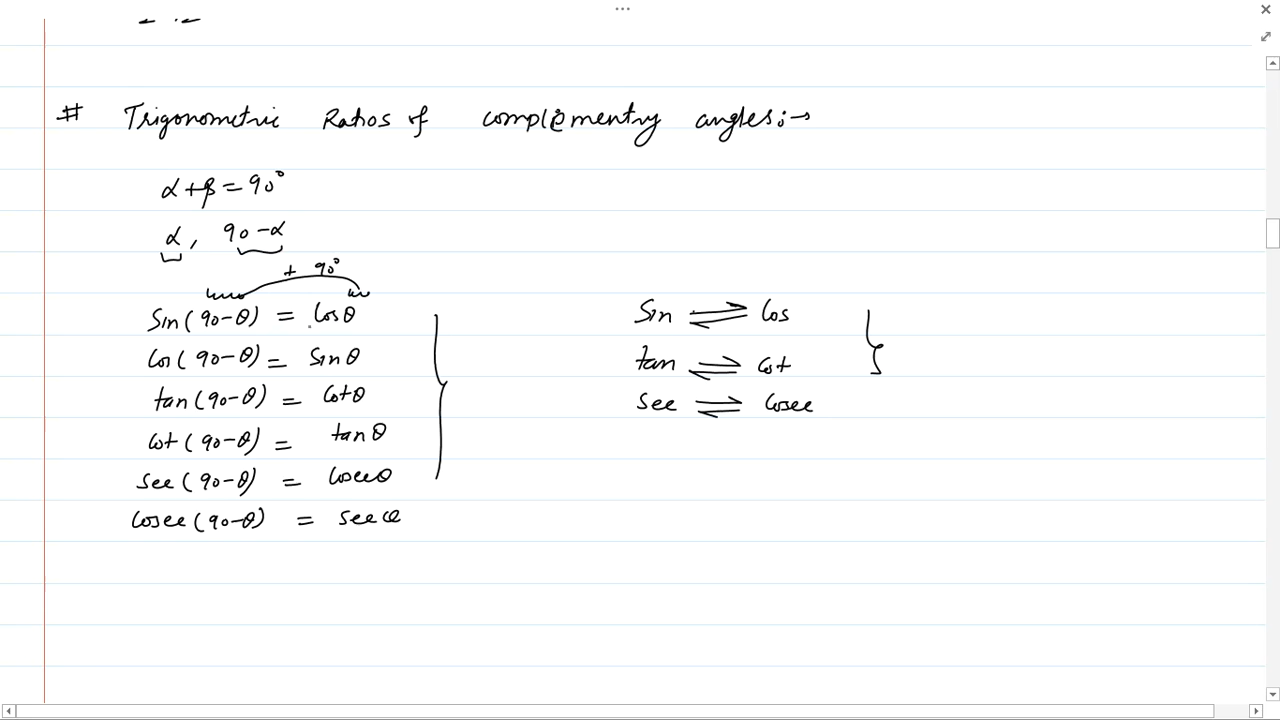 # Trigonometric Ratios of complementry angles:→
α+β=90°
α, 90-α
+ 90°
Sin(90-θ) = Cosθ
Cos(90-θ) = Sinθ
tan(90-θ) = Cotθ
Cot(90-θ) = tanθ
Sec(90-θ) = Cosecθ
Cosec(90-θ) = Secθ
Sin ⇌ Cos
tan ⇌ Cot
Sec ⇌ Cosec